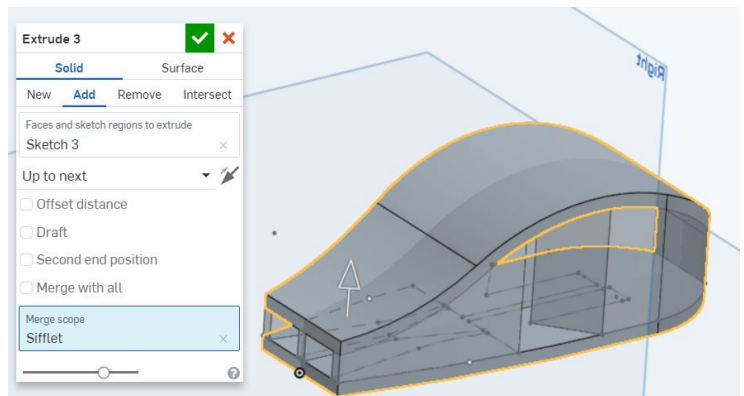 Extrude 3
Solid Surface
New Add Remove Intersect
Faces and sketch regions to extrude
Sketch 3
Up to next
Offset distance
Draft
Second end position
Merge with all
Merge scope
Sifflet
Right